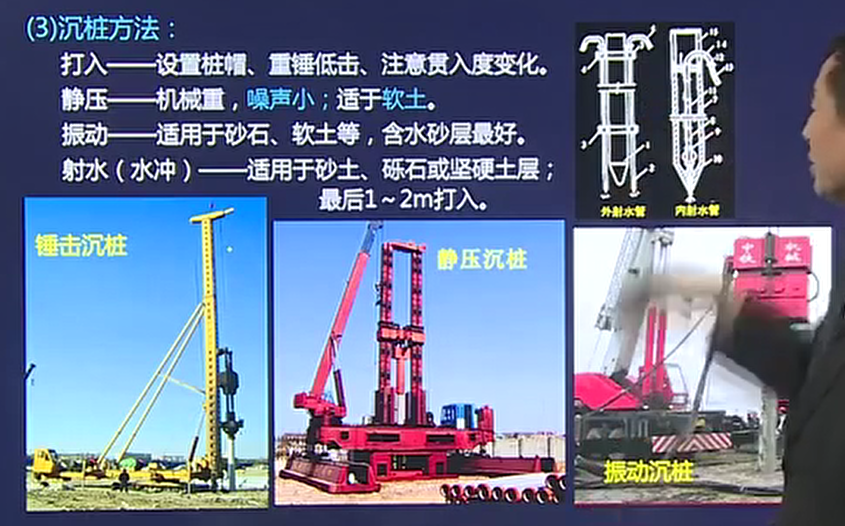 (3)沉桩方法：
打入——设置桩帽、重锤低击、注意贯入度变化。
静压——机械重，噪声小；适于软土。
振动——适用于砂石、软土等，含水砂层最好。
射水（水冲）——适用于砂土、砾石或坚硬土层；
最后1～2m打入。
外射水管
内射水管
锤击沉桩
静压沉桩
中 机
铁 械
振动沉桩